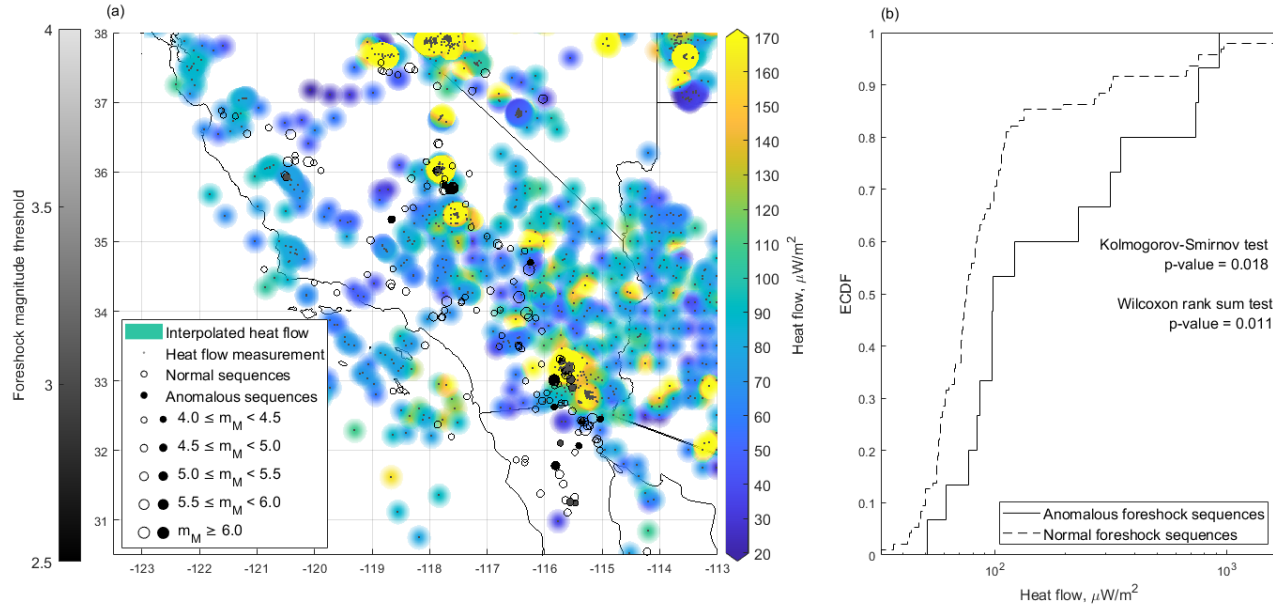 (a)
Foreshock magnitude threshold
4
3.5
3
2.5
38
37
36
35
34
33
32
31
-123
-122
-121
-120
-119
-118
-117
-116
-115
-114
-113
Interpolated heat flow
Heat flow measurement
Normal sequences
Anomalous sequences
4.0 ≤ m_M < 4.5
4.5 ≤ m_M < 5.0
5.0 ≤ m_M < 5.5
5.5 ≤ m_M < 6.0
m_M ≥ 6.0
170
160
150
140
130
120
110
100
90
80
70
60
50
40
30
20
Heat flow, μW/m²
(b)
ECDF
1
0.9
0.8
0.7
0.6
0.5
0.4
0.3
0.2
0.1
0
Kolmogorov-Smirnov test
p-value = 0.018
Wilcoxon rank sum test
p-value = 0.011
Anomalous foreshock sequences
Normal foreshock sequences
10²
10³
Heat flow, μW/m²